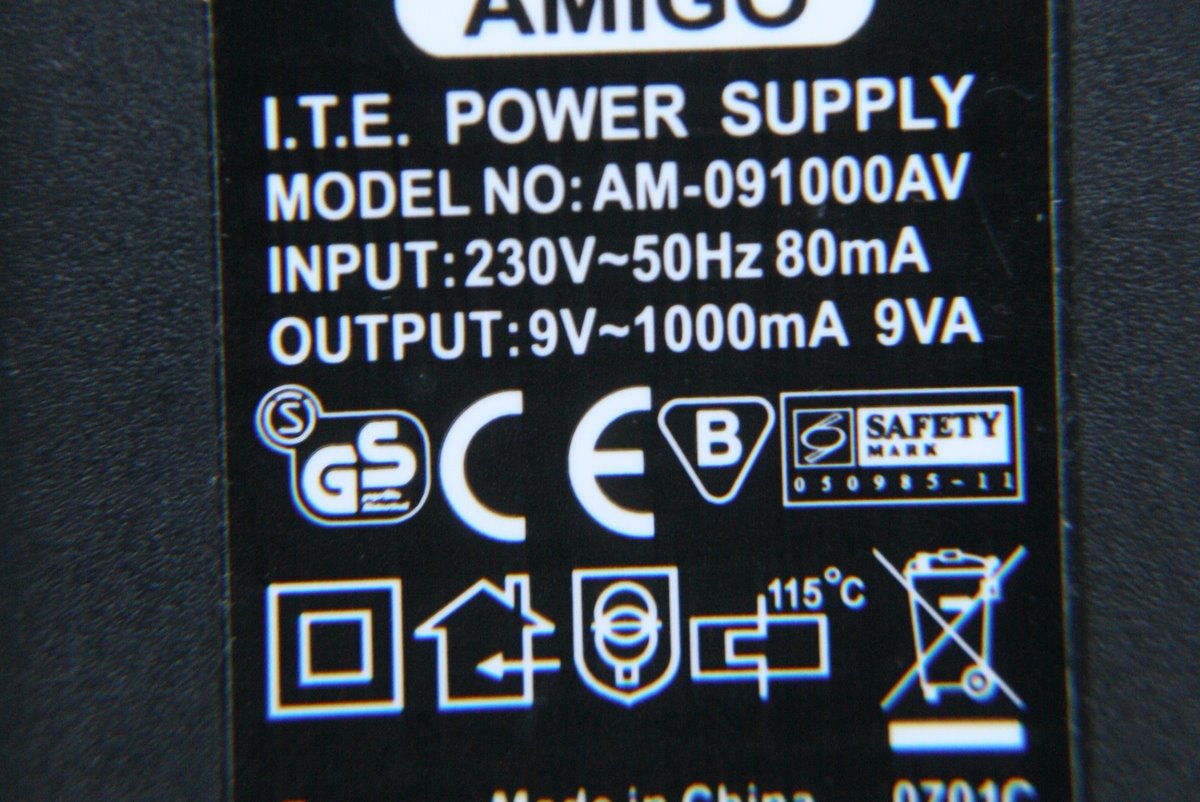 AMIGO
I.T.E. POWER SUPPLY
MODEL NO: AM-091000AV
INPUT: 230V~50Hz 80mA
OUTPUT: 9V~1000mA 9VA
S
GS
CE
B
SAFETY
MARK
050985-11
115°C
Made in China 0701C